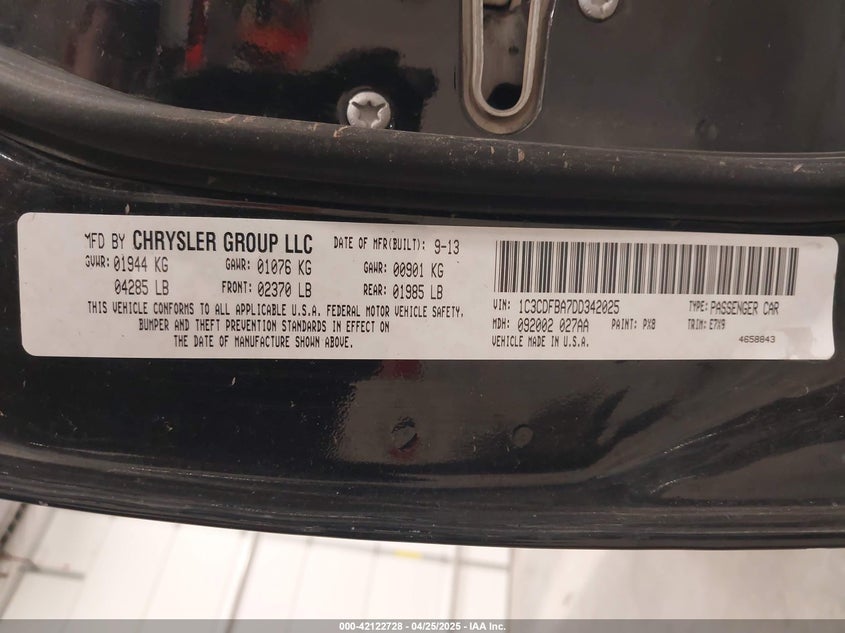 MFD BY CHRYSLER GROUP LLC DATE OF MFR(BUILT): 9-13
GVWR: 01944 KG GAWR: 01076 KG GAWR: 00901 KG
04285 LB FRONT: 02370 LB REAR: 01985 LB
THIS VEHICLE CONFORMS TO ALL APPLICABLE U.S.A. FEDERAL MOTOR VEHICLE SAFETY,
BUMPER AND THEFT PREVENTION STANDARDS IN EFFECT ON
THE DATE OF MANUFACTURE SHOWN ABOVE.
VIN: 1C3CDFBA7DD342025 TYPE: PASSENGER CAR
MDH: 092002 027AA PAINT: PX8 TRIM: E7X9
VEHICLE MADE IN U.S.A. 4658843
000-42122728 - 04/25/2025 - IAA Inc.